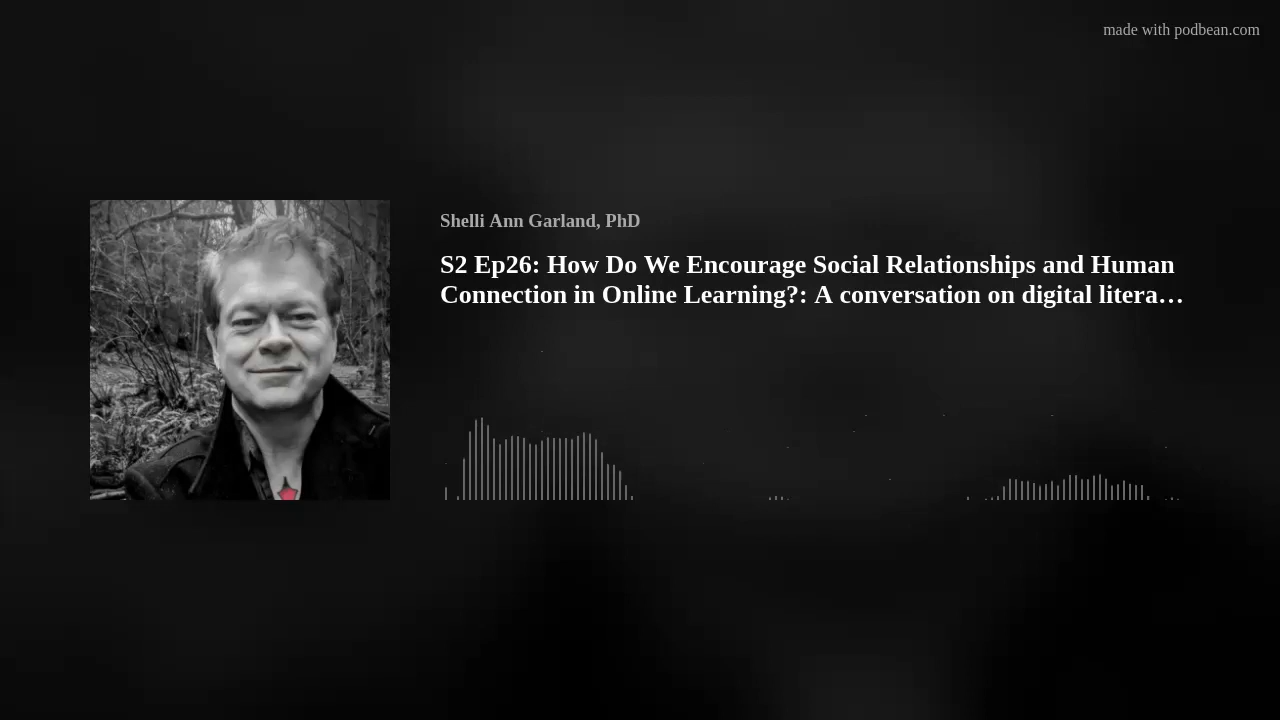 made with podbean.com
Shelli Ann Garland, PhD
S2 Ep26: How Do We Encourage Social Relationships and Human
Connection in Online Learning?: A conversation on digital litera…